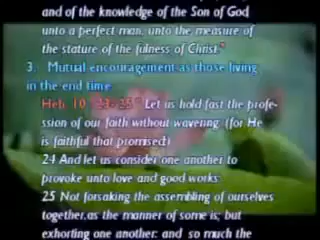 and of the knowledge of the Son of God,
unto a perfect man, unto the measure of
the stature of the fulness of Christ."
3. Mutual encouragement as those living
in the end time
Heb. 10 :23-25 " Let us hold fast the profe-
ssion of our faith without wavering: (for He
is faithful that promised:)
24 And let us consider one another to
provoke unto love and good works:
25 Not forsaking the assembling of ourselves
together,as the manner of some is; but
exhorting one another: and so much the